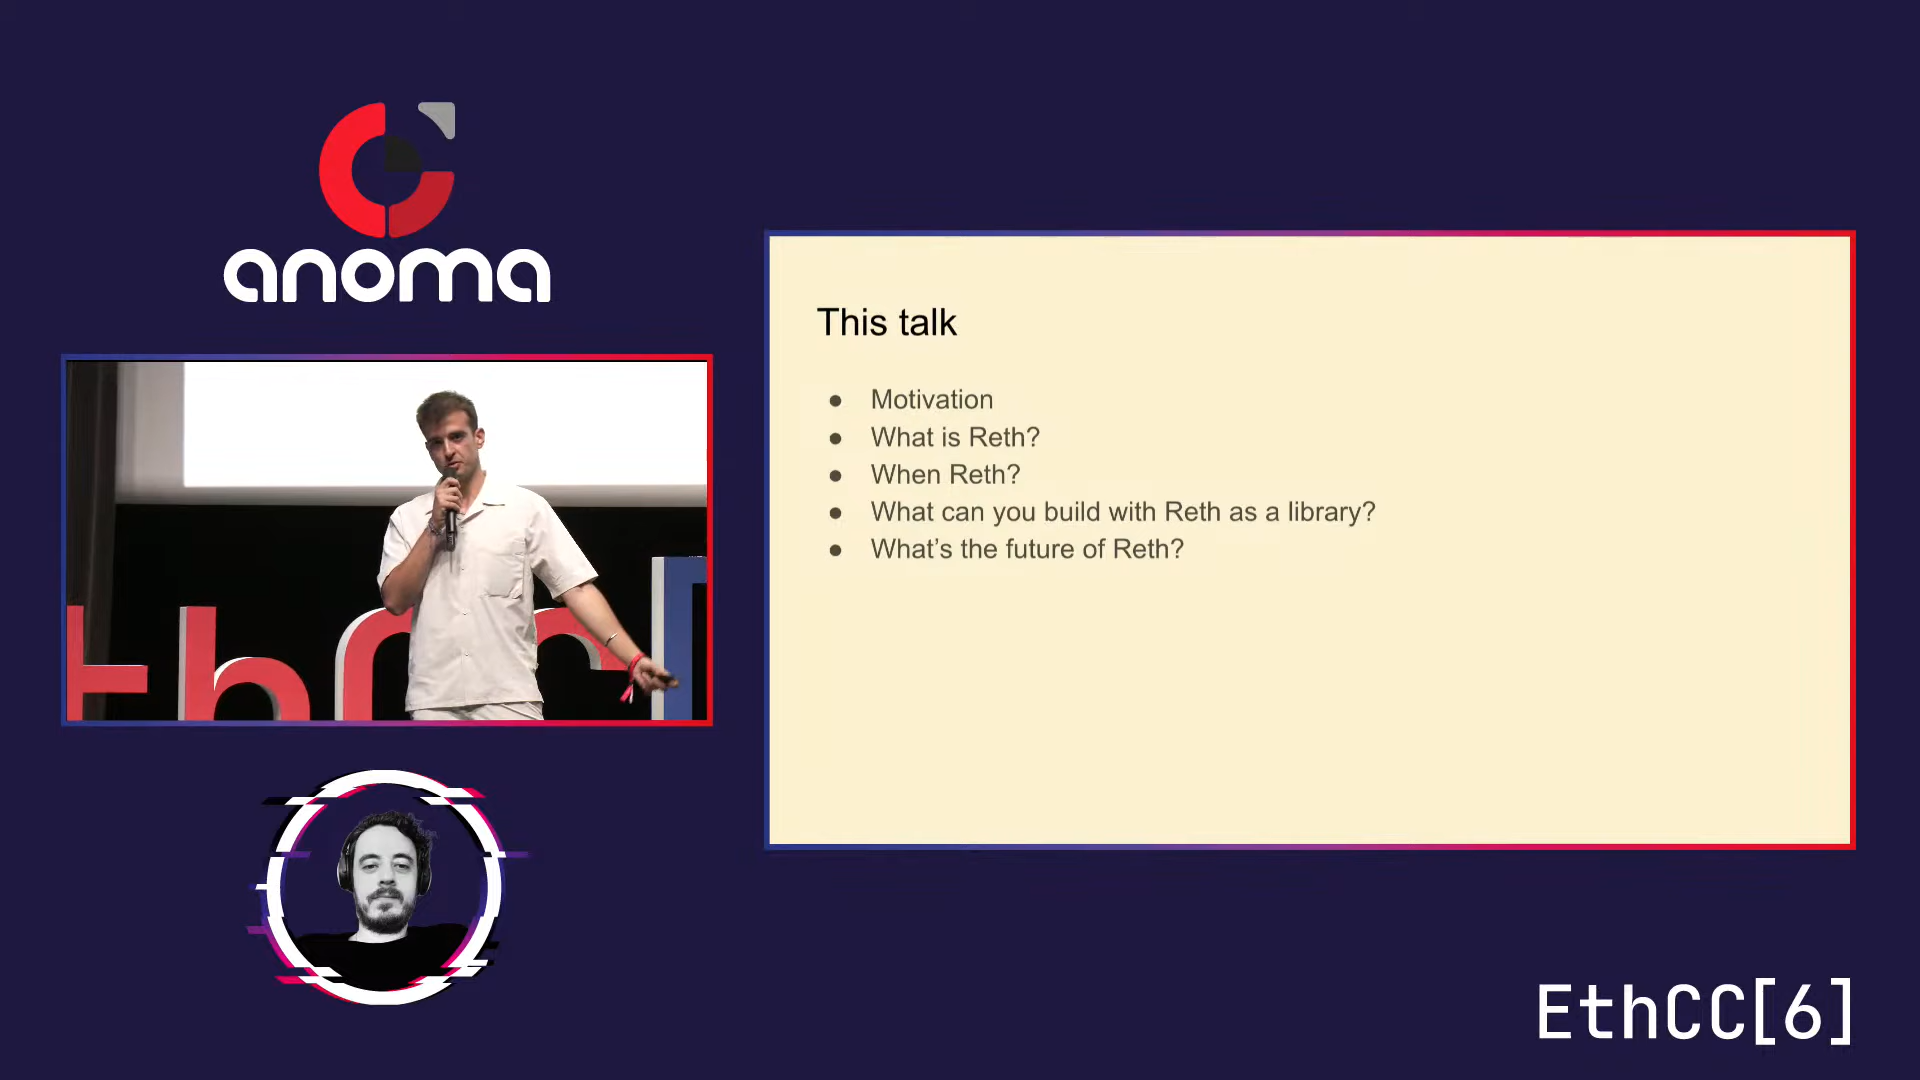 anoma
This talk
● Motivation
● What is Reth?
● When Reth?
● What can you build with Reth as a library?
● What's the future of Reth?
thCC[
EthCC[6]